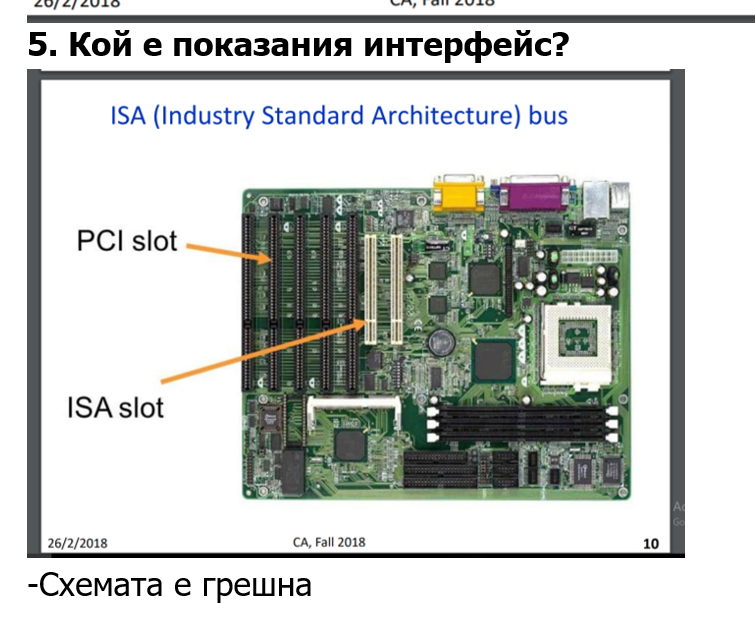 26/2/2018
CA, Fall 2018
5. Кой е показания интерфейс?
ISA (Industry Standard Architecture) bus
PCI slot
ISA slot
26/2/2018
CA, Fall 2018
10
-Схемата е грешна